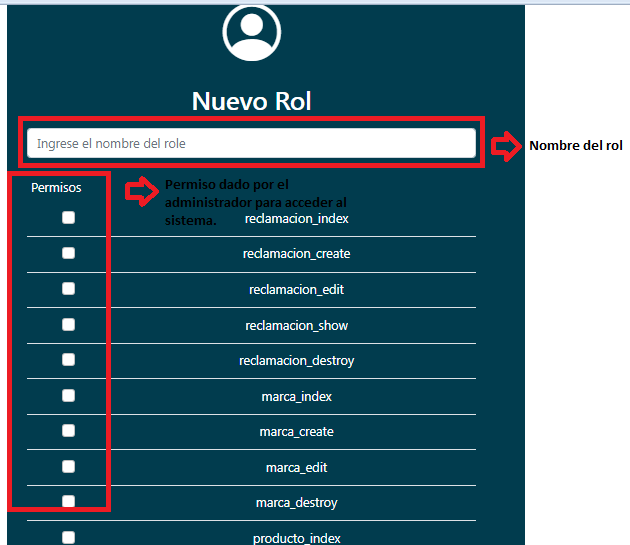 Nuevo Rol
Ingrese el nombre del role
Nombre del rol
Permisos
Permiso dado por el
administrador para acceder al
sistema.
reclamacion_index
reclamacion_create
reclamacion_edit
reclamacion_show
reclamacion_destroy
marca_index
marca_create
marca_edit
marca_destroy
producto_index